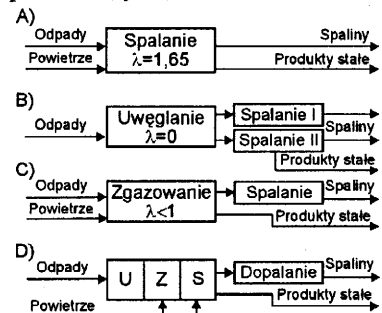 A)
Odpady
Powietrze
Spalanie
λ=1,65
Spaliny
Produkty stałe
B)
Odpady
Uwęglanie
λ=0
Spalanie I
Spalanie II
Spaliny
Produkty stałe
C)
Odpady
Powietrze
Zgazowanie
λ<1
Spalanie
Spaliny
Produkty stałe
D)
Odpady
Powietrze
U Z S
Dopalanie
Spaliny
Produkty stałe